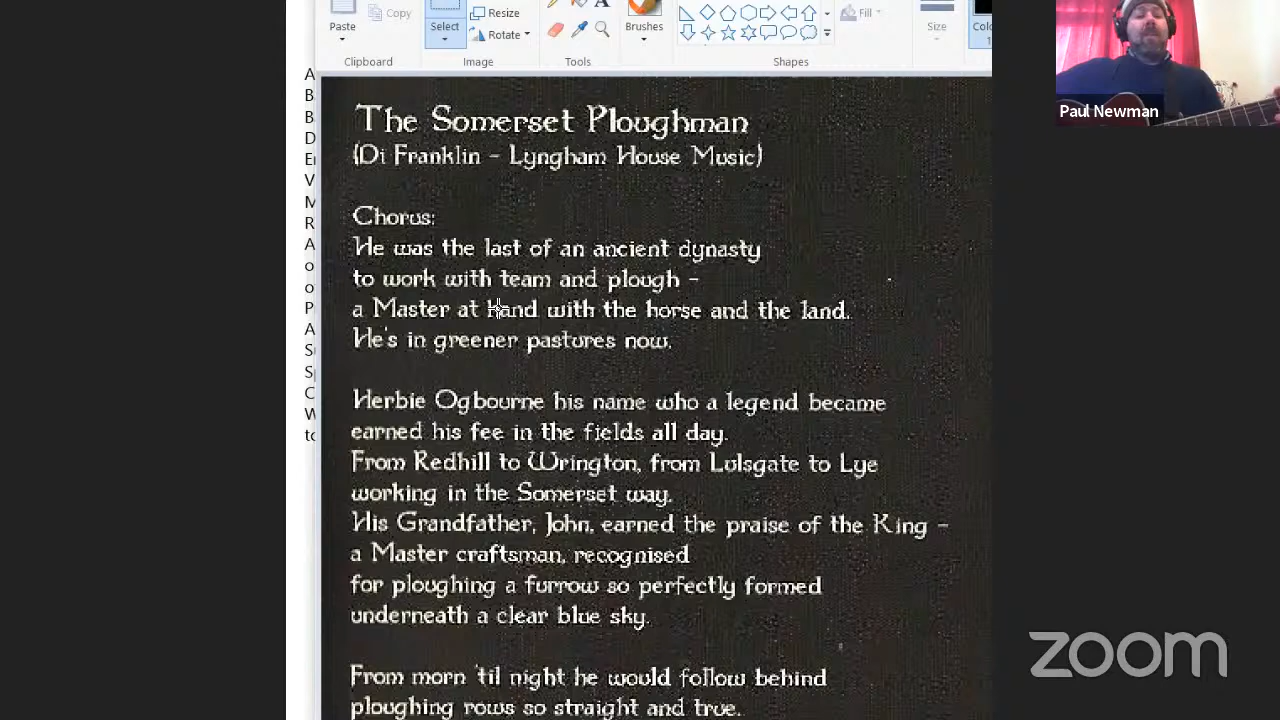 Paste
Copy
Select
Resize
Rotate
Brushes
Fill
Size
Clipboard
Image
Tools
Shapes
Paul Newman
The Somerset Ploughman
(Di Franklin - Lyngham House Music)
Chorus:
He was the last of an ancient dynasty
to work with team and plough -
a Master at hand with the horse and the land.
He's in greener pastures now.
Herbie Ogbourne his name who a legend became
earned his fee in the fields all day.
From Redhill to Wrington, from Lulsgate to Lye
working in the Somerset way.
His Grandfather, John, earned the praise of the King -
a Master craftsman, recognised
for ploughing a furrow so perfectly formed
underneath a clear blue sky.
From morn 'til night he would follow behind
ploughing rows so straight and true.
zoom